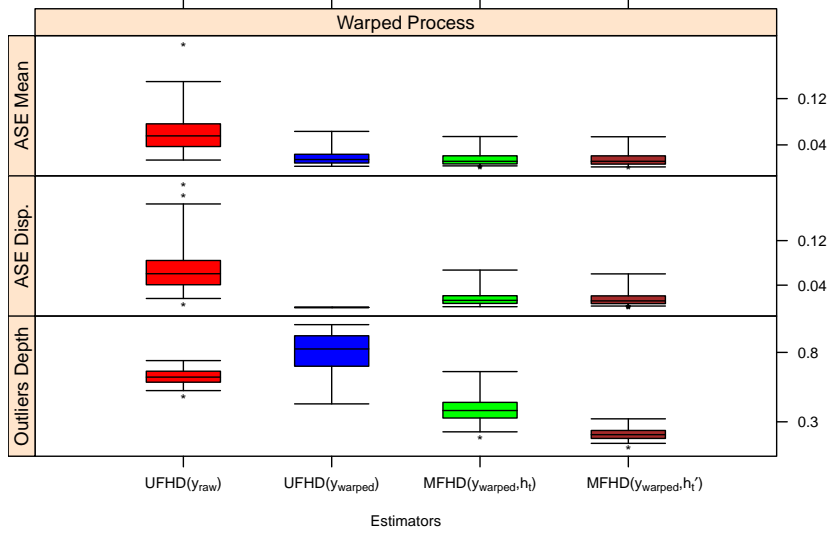 Warped Process
ASE Mean
0.12
0.04
ASE Disp.
0.12
0.04
Outliers Depth
0.8
0.3
UFHD(y_raw) UFHD(y_warped) MFHD(y_warped,h_t) MFHD(y_warped,h_t′)
Estimators